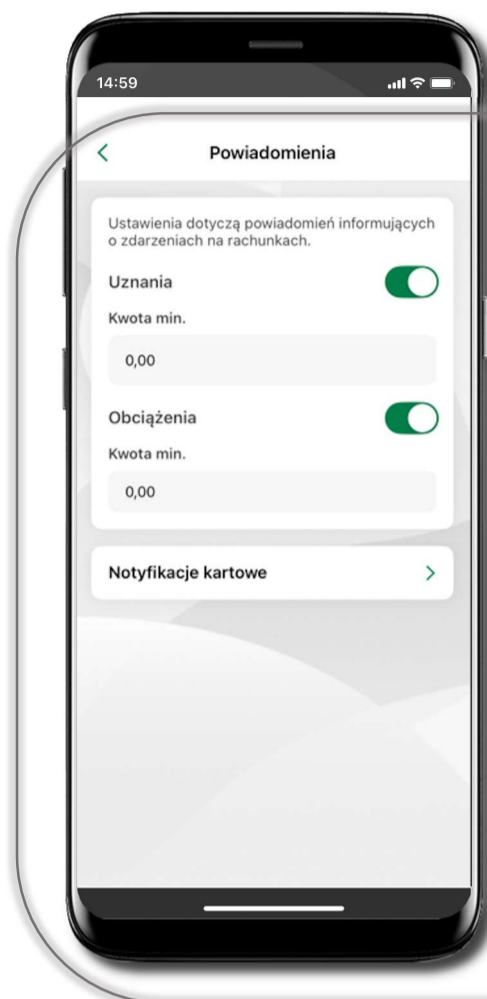 14:59
Powiadomienia
Ustawienia dotyczą powiadomień informujących
o zdarzeniach na rachunkach.
Uznania
Kwota min.
0,00
Obciążenia
Kwota min.
0,00
Notyfikacje kartowe